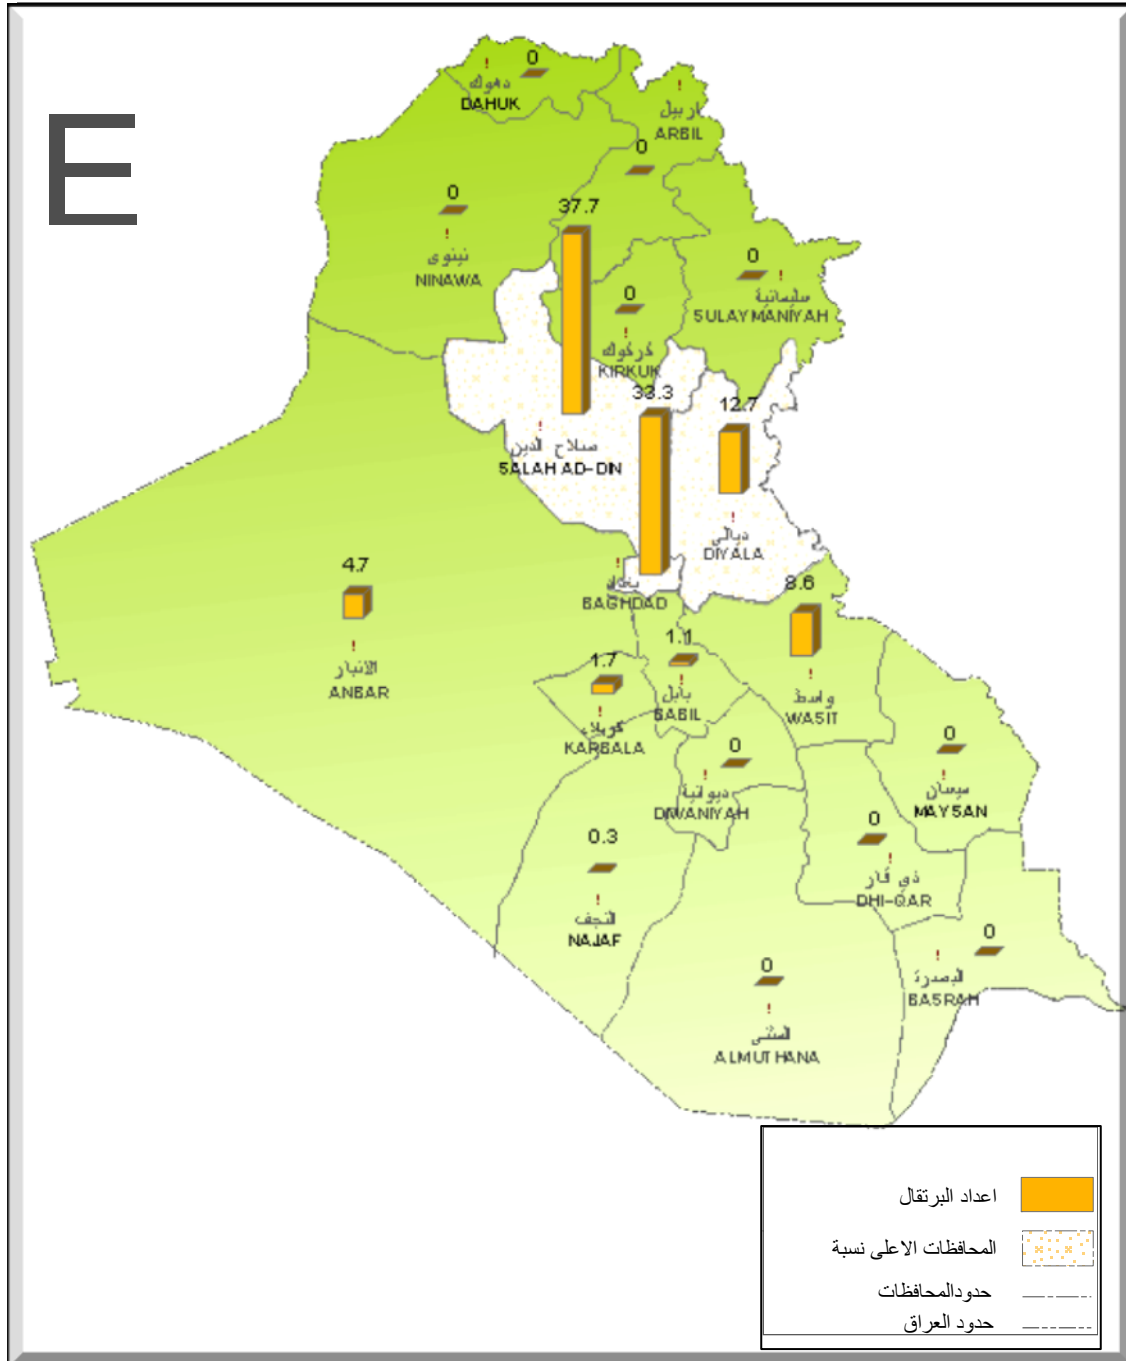 E
0
دهوك
DAHUK
اربيل
ARBIL
0
0
نينوى
NINAWA
37.7
0
سليمانية
SULAYMANIYAH
0
كركوك
KIRKUK
33.3
12.7
صلاح الدين
SALAH AD-DIN
ديالى
DIYALA
بغداد
BAGHDAD
4.7
الانبار
ANBAR
8.6
واسط
WASIT
1.1
بابل
BABIL
1.7
كربلاء
KARBALA
0
ديوانية
DIWANIYAH
0
ميسان
MAYSAN
0
ذي قار
DHI-QAR
0.3
النجف
NAJAF
0
البصرة
BASRAH
0
المثنى
ALMUTHANA
اعداد البرتقال
المحافظات الاعلى نسبة
حدودالمحافظات
حدود العراق